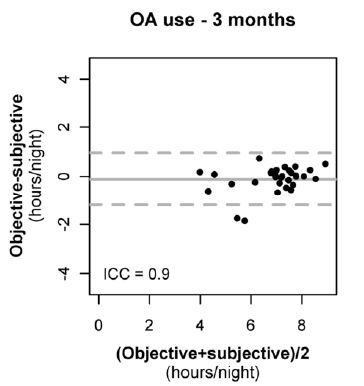 OA use - 3 months
Objective-subjective
(hours/night)
4
2
0
-2
-4
ICC = 0.9
0 2 4 6 8
(Objective+subjective)/2
(hours/night)